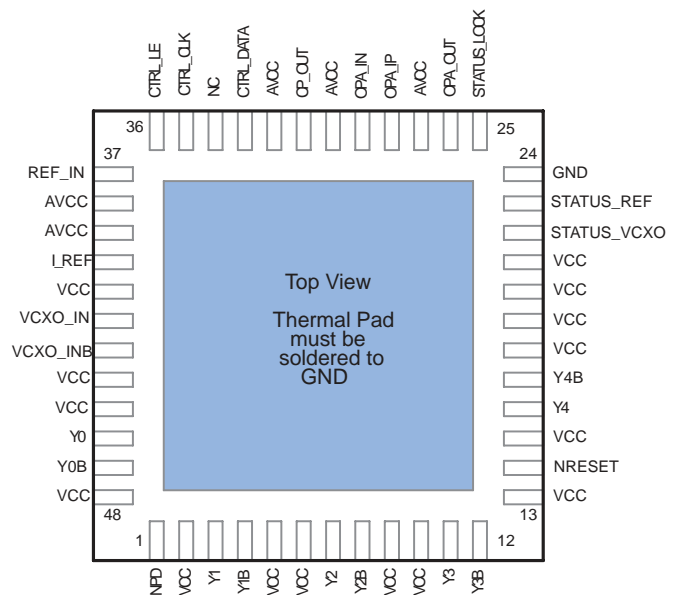 CTRL_LE
CTRL_CLK
NC
CTRL_DATA
AVCC
CP_OUT
AVCC
OPA_IN
OPA_IP
AVCC
OPA_OUT
STATUS_LOCK
36
25
37
24
REF_IN
AVCC
AVCC
I_REF
VCC
VCXO_IN
VCXO_INB
VCC
VCC
Y0
Y0B
VCC
Top View
Thermal Pad
must be
soldered to
GND
GND
STATUS_REF
STATUS_VCXO
VCC
VCC
VCC
VCC
Y4B
Y4
VCC
NRESET
VCC
48
13
1
12
NPD
VCC
Y1
Y1B
VCC
VCC
Y2
Y2B
VCC
VCC
Y3
Y3B